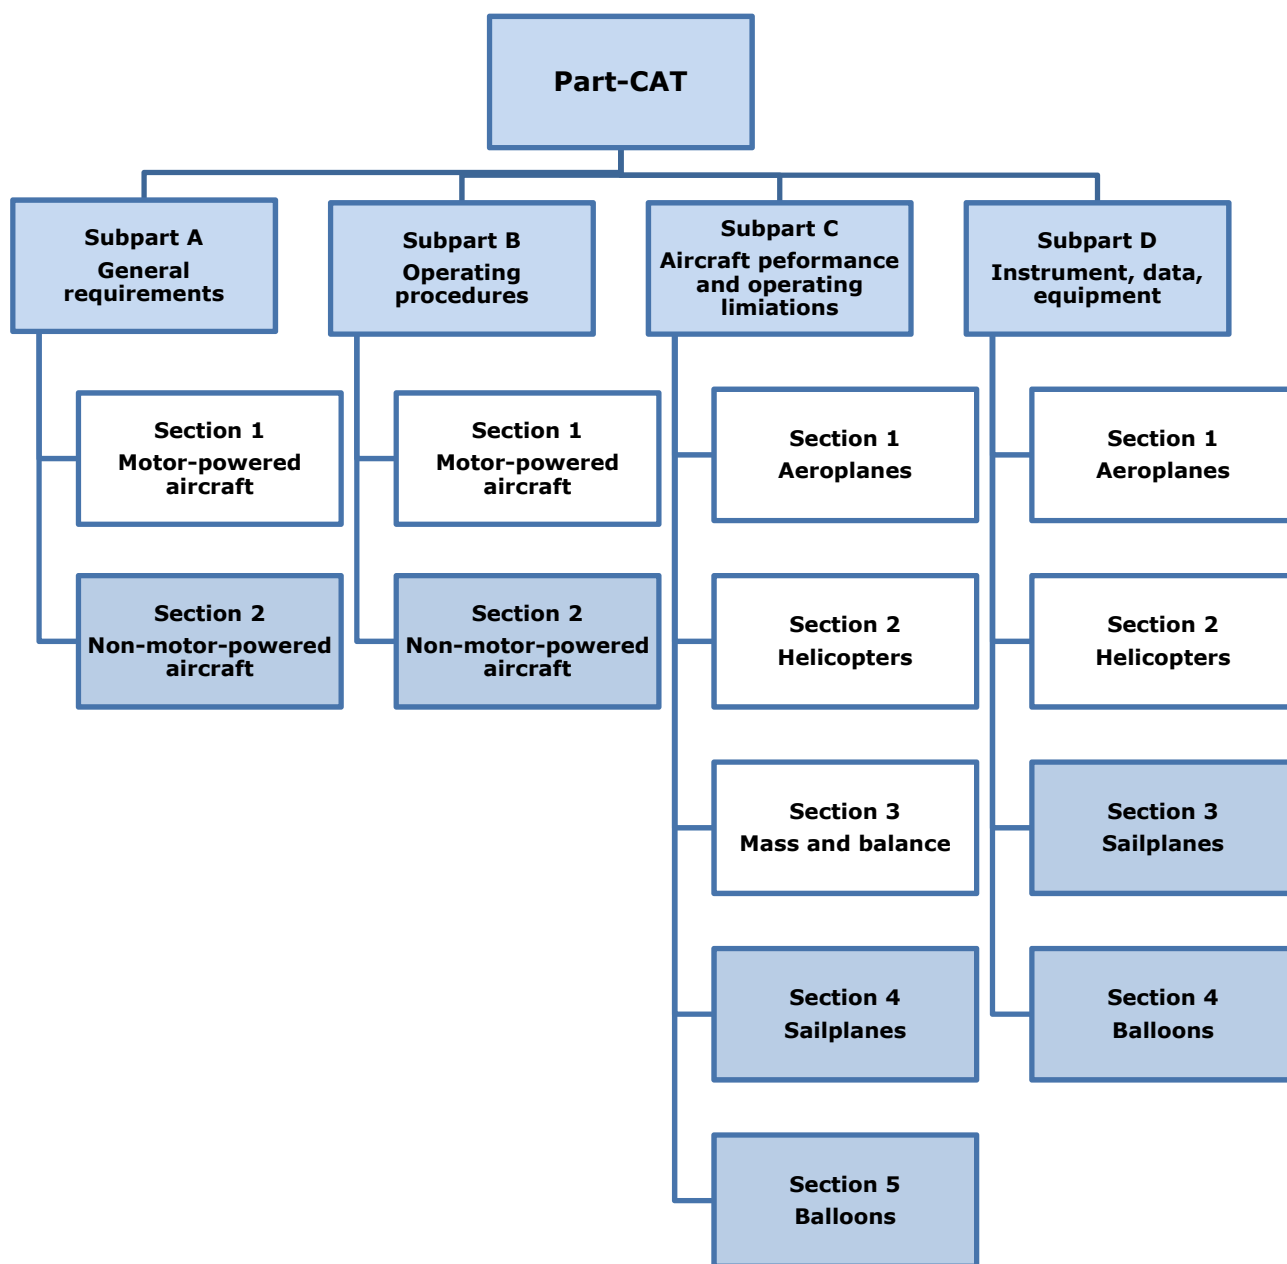 Part-CAT
Subpart A
General
requirements
Section 1
Motor-powered
aircraft
Section 2
Non-motor-powered
aircraft
Subpart B
Operating
procedures
Section 1
Motor-powered
aircraft
Section 2
Non-motor-powered
aircraft
Subpart C
Aircraft peformance
and operating
limiations
Section 1
Aeroplanes
Section 2
Helicopters
Section 3
Mass and balance
Section 4
Sailplanes
Section 5
Balloons
Subpart D
Instrument, data,
equipment
Section 1
Aeroplanes
Section 2
Helicopters
Section 3
Sailplanes
Section 4
Balloons